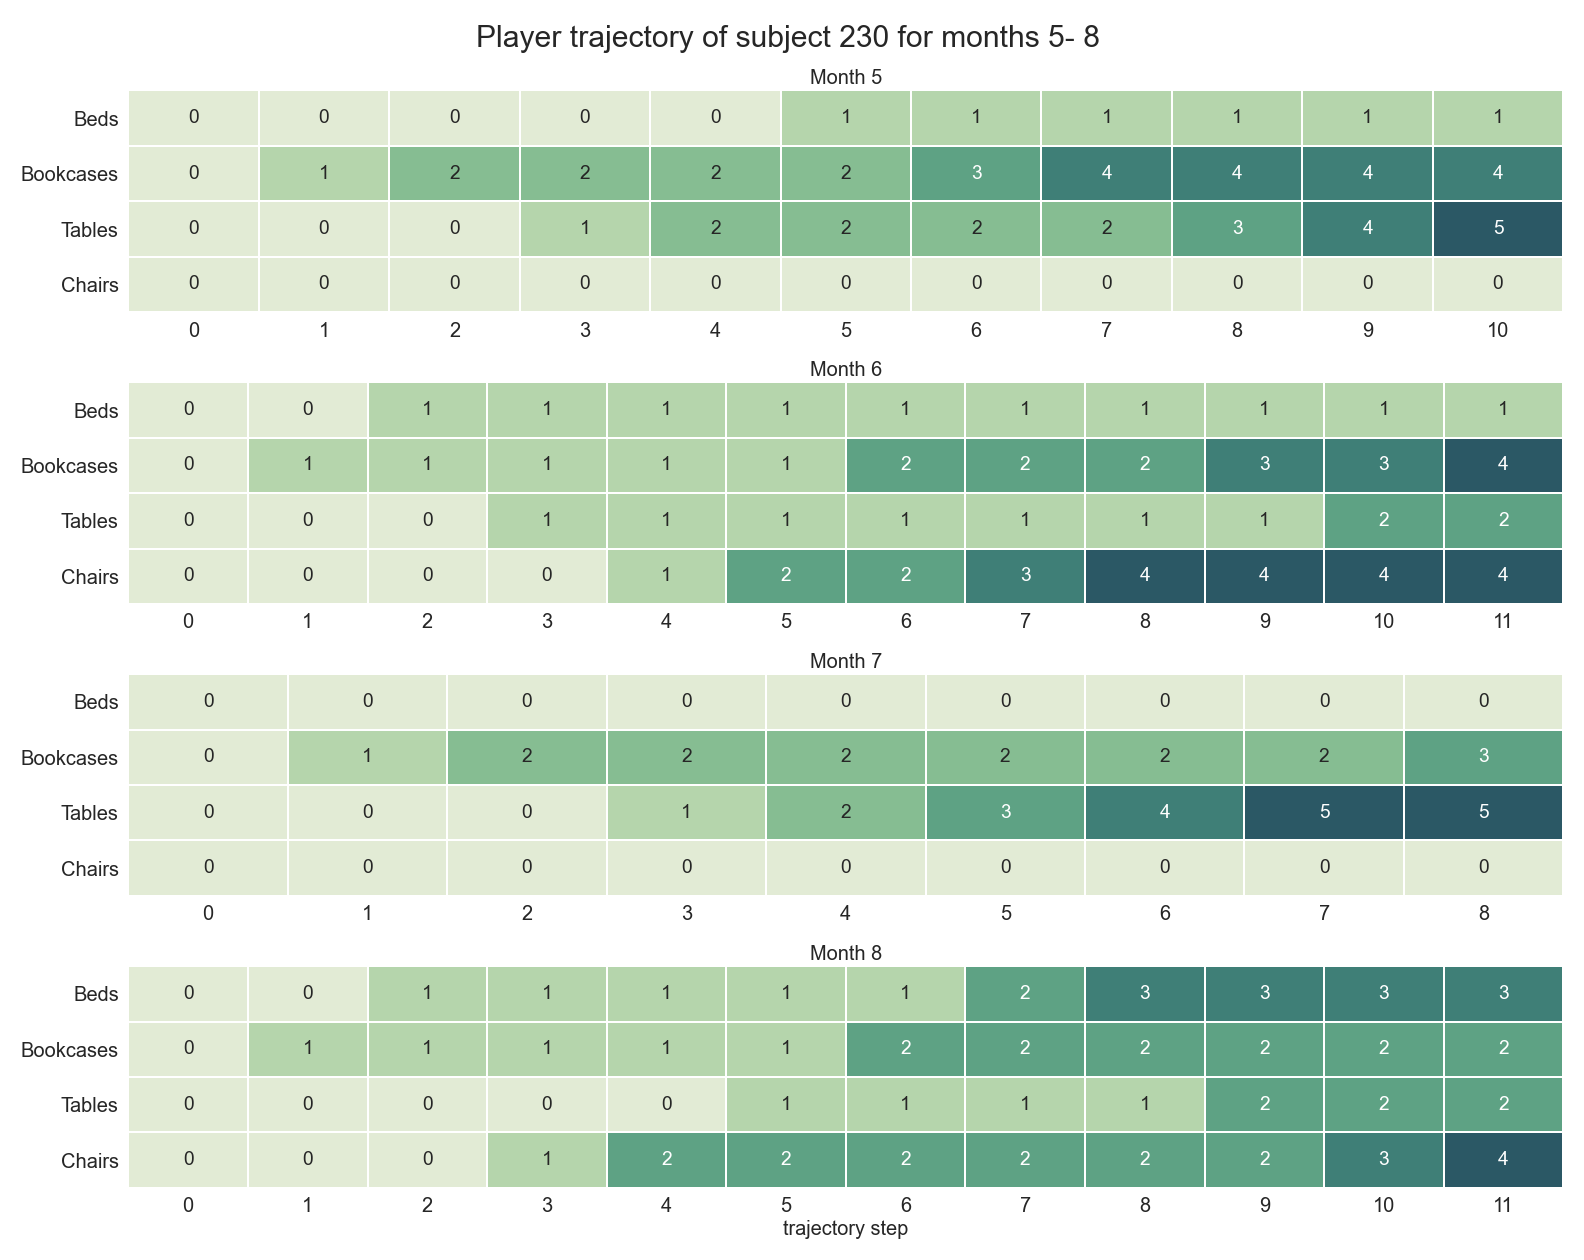 Player trajectory of subject 230 for months 5- 8
Month 5
Beds 0 0 0 0 0 1 1 1 1 1 1
Bookcases 0 1 2 2 2 2 3 4 4 4 4
Tables 0 0 0 1 2 2 2 2 3 4 5
Chairs 0 0 0 0 0 0 0 0 0 0 0
0 1 2 3 4 5 6 7 8 9 10
Month 6
Beds 0 0 1 1 1 1 1 1 1 1 1 1
Bookcases 0 1 1 1 1 1 2 2 2 3 3 4
Tables 0 0 0 1 1 1 1 1 1 1 2 2
Chairs 0 0 0 0 1 2 2 3 4 4 4 4
0 1 2 3 4 5 6 7 8 9 10 11
Month 7
Beds 0 0 0 0 0 0 0 0 0
Bookcases 0 1 2 2 2 2 2 2 3
Tables 0 0 0 1 2 3 4 5 5
Chairs 0 0 0 0 0 0 0 0 0
0 1 2 3 4 5 6 7 8
Month 8
Beds 0 0 1 1 1 1 1 2 3 3 3 3
Bookcases 0 1 1 1 1 1 2 2 2 2 2 2
Tables 0 0 0 0 0 1 1 1 1 2 2 2
Chairs 0 0 0 1 2 2 2 2 2 2 3 4
0 1 2 3 4 5 6 7 8 9 10 11
trajectory step